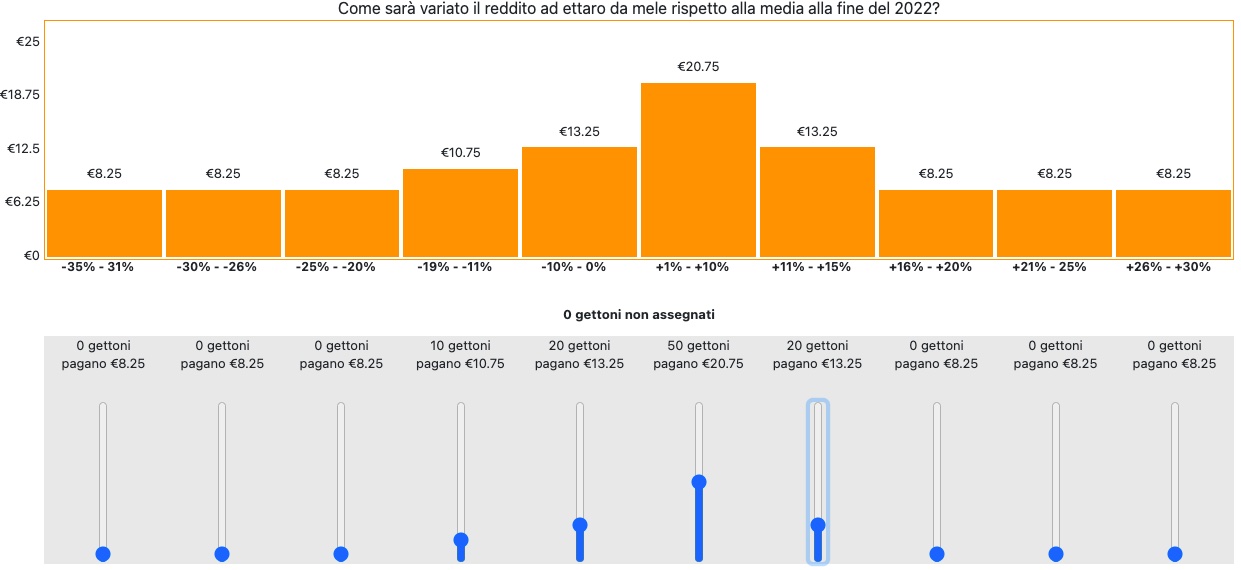 Come sarà variato il reddito ad ettaro da mele rispetto alla media alla fine del 2022?
€25
€18.75
€12.5
€6.25
€0
€8.25 €8.25 €8.25 €10.75 €13.25 €20.75 €13.25 €8.25 €8.25 €8.25
-35% - 31% -30% - -26% -25% - -20% -19% - -11% -10% - 0% +1% - +10% +11% - +15% +16% - +20% +21% - 25% +26% - +30%
0 gettoni non assegnati
0 gettoni 0 gettoni 0 gettoni 10 gettoni 20 gettoni 50 gettoni 20 gettoni 0 gettoni 0 gettoni 0 gettoni
pagano €8.25 pagano €8.25 pagano €8.25 pagano €10.75 pagano €13.25 pagano €20.75 pagano €13.25 pagano €8.25 pagano €8.25 pagano €8.25